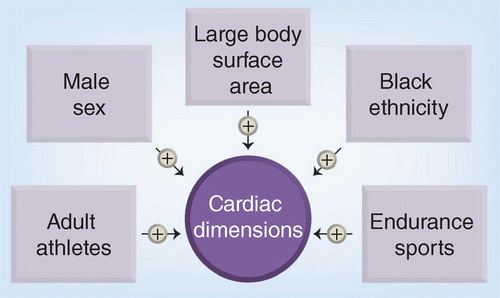 Large body
surface
area
Male
sex
Black
ethnicity
+
+
+
Cardiac
dimensions
Adult
athletes
+
+
Endurance
sports